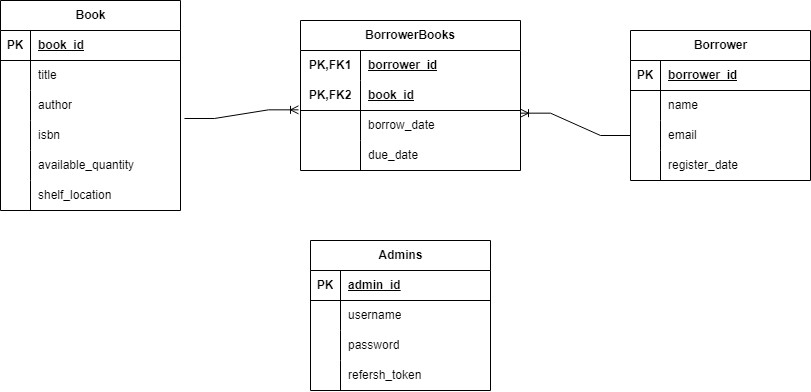 Book
PK book_id
title
author
isbn
available_quantity
shelf_location
BorrowerBooks
PK,FK1 borrower_id
PK,FK2 book_id
borrow_date
due_date
Borrower
PK borrower_id
name
email
register_date
Admins
PK admin_id
username
password
refersh_token